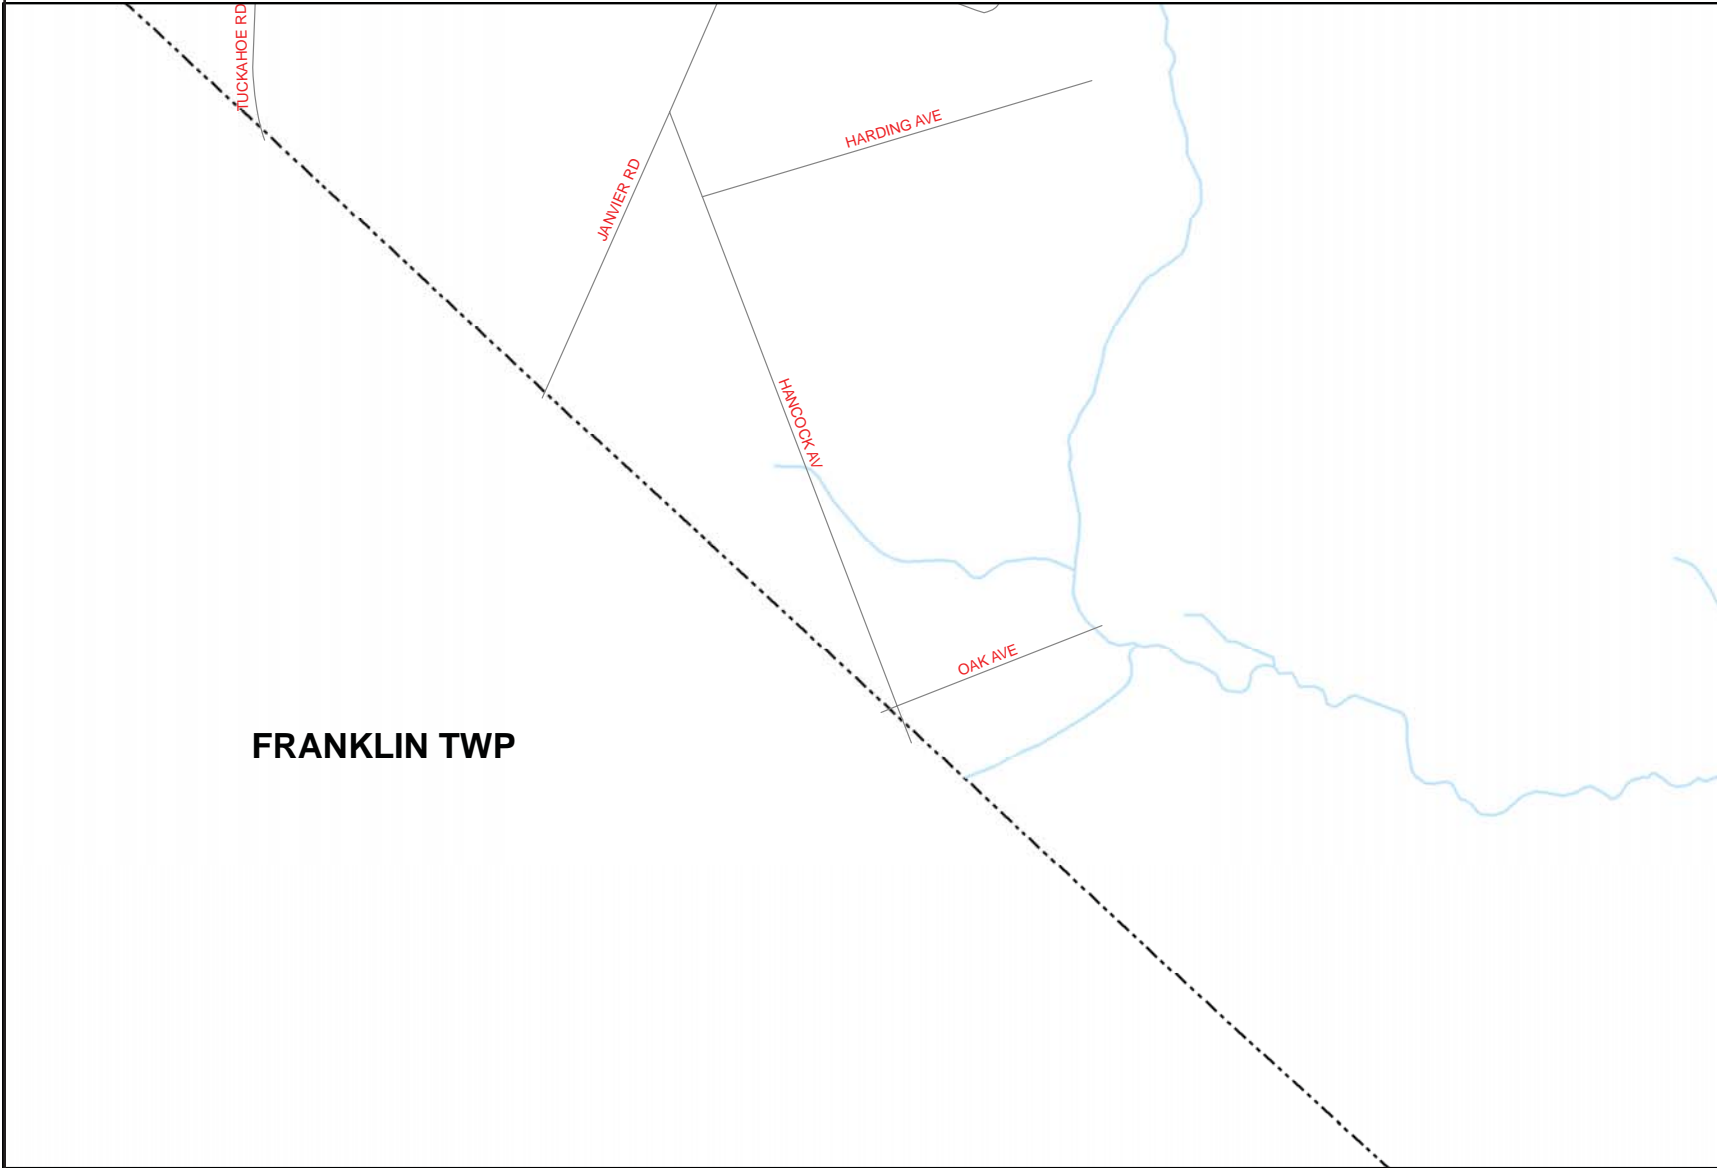 TUCKAHOE RD
HARDING AVE
JANVIER RD
HANCOCK AV
OAK AVE
FRANKLIN TWP